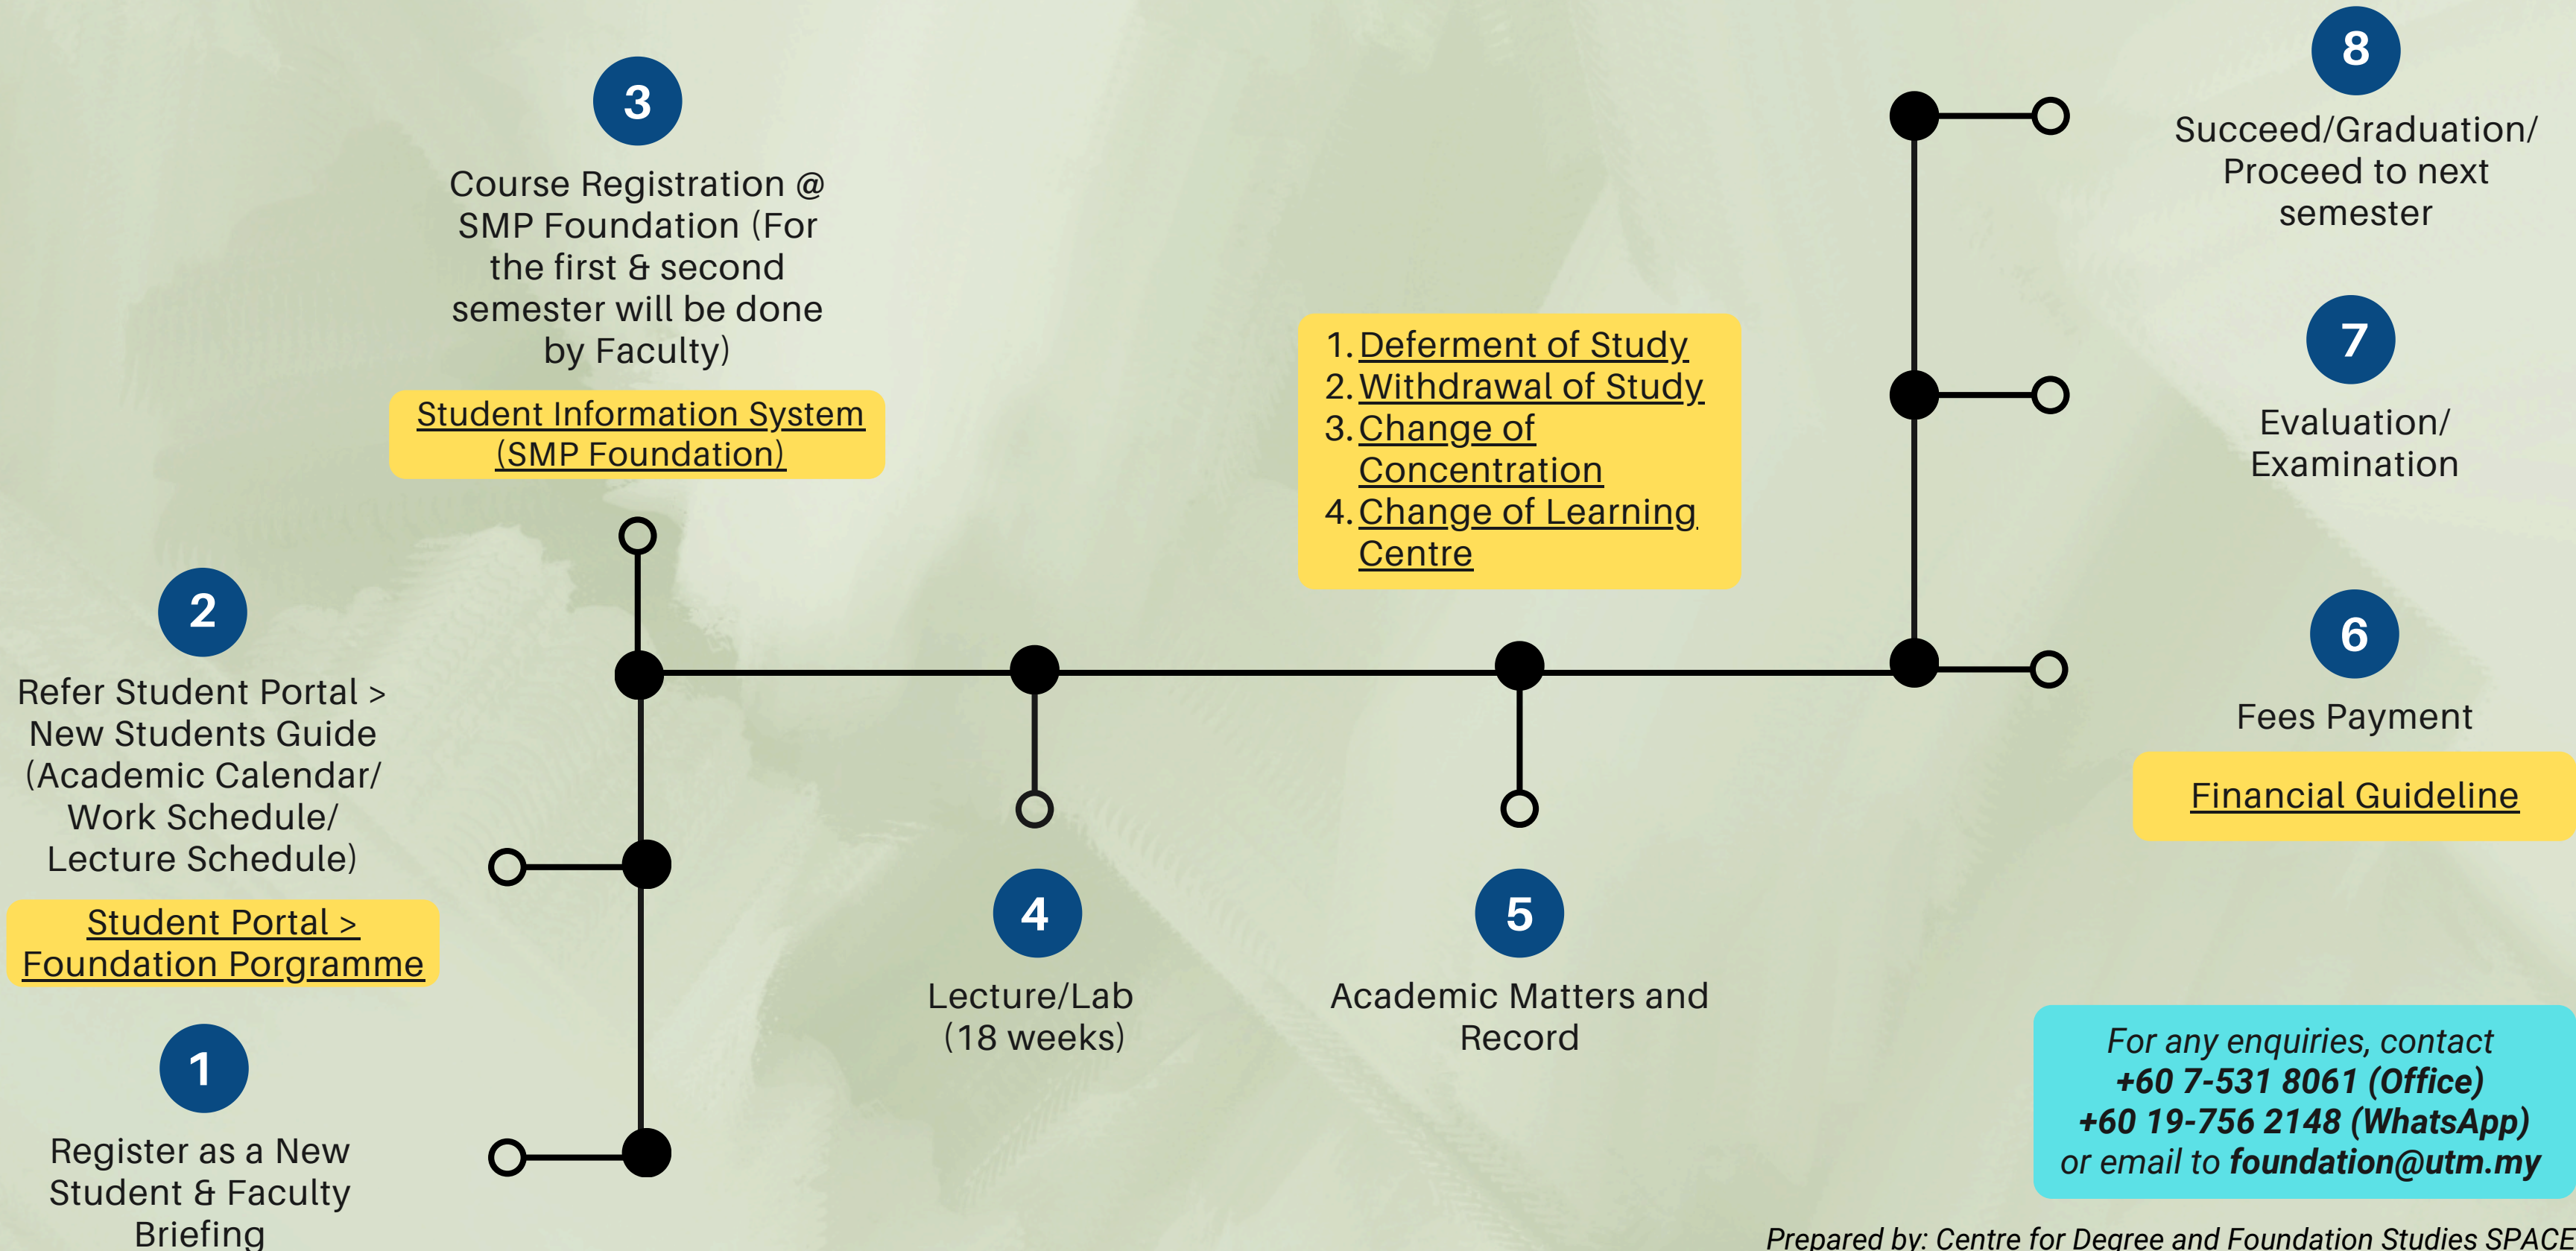 3
Course Registration @
SMP Foundation (For
the first & second
semester will be done
by Faculty)
Student Information System
(SMP Foundation)
2
Refer Student Portal >
New Students Guide
(Academic Calendar/
Work Schedule/
Lecture Schedule)
Student Portal >
Foundation Porgramme
1
Register as a New
Student & Faculty
Briefing
4
Lecture/Lab
(18 weeks)
1. Deferment of Study
2. Withdrawal of Study
3. Change of
Concentration
4. Change of Learning
Centre
5
Academic Matters and
Record
8
Succeed/Graduation/
Proceed to next
semester
7
Evaluation/
Examination
6
Fees Payment
Financial Guideline
For any enquiries, contact
+60 7-531 8061 (Office)
+60 19-756 2148 (WhatsApp)
or email to foundation@utm.my
Prepared by: Centre for Degree and Foundation Studies SPACE